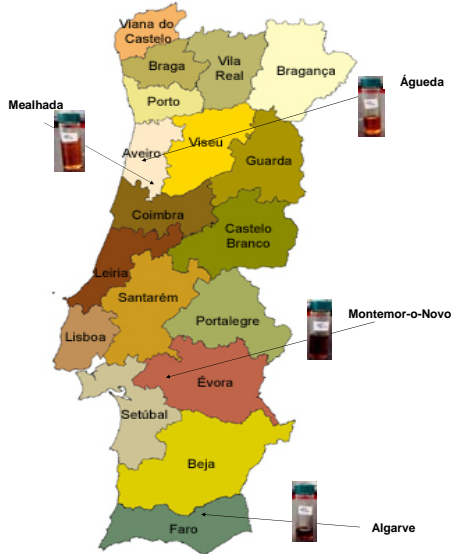 Viana do
Castelo
Braga
Vila
Real
Bragança
Porto
Mealhada
Águeda
Aveiro
Viseu
Guarda
Coimbra
Castelo
Branco
Leiria
Santarém
Lisboa
Portalegre
Montemor-o-Novo
Évora
Setúbal
Beja
Faro
Algarve